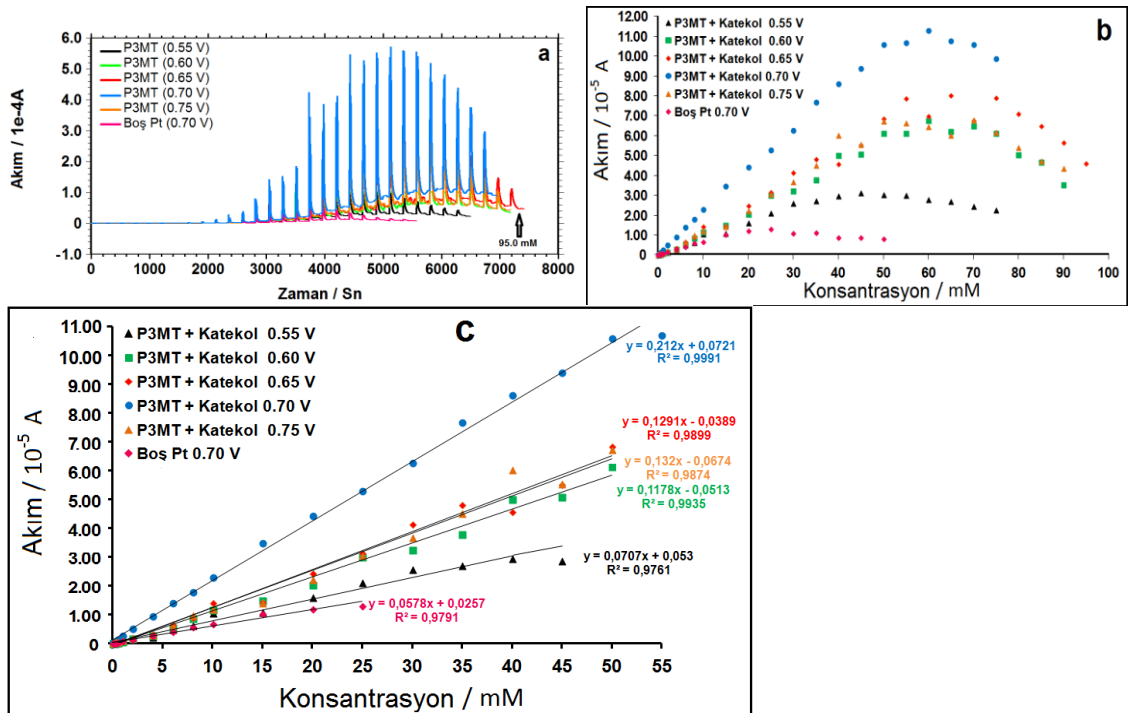 a
P3MT (0.55 V)
P3MT (0.60 V)
P3MT (0.65 V)
P3MT (0.70 V)
P3MT (0.75 V)
Boş Pt (0.70 V)
6.0
5.0
4.0
3.0
2.0
1.0
0.0
-1.0
Akım / 1e-4A
0 1000 2000 3000 4000 5000 6000 7000 8000
Zaman / Sn
95.0 mM
b
P3MT + Katekol 0.55 V
P3MT + Katekol 0.60 V
P3MT + Katekol 0.65 V
P3MT + Katekol 0.70 V
P3MT + Katekol 0.75 V
Boş Pt 0.70 V
12.00
11.00
10.00
9.00
8.00
7.00
6.00
5.00
4.00
3.00
2.00
1.00
0
Akım / 10⁻⁵ A
0 10 20 30 40 50 60 70 80 90 100
Konsantrasyon / mM
c
P3MT + Katekol 0.55 V
P3MT + Katekol 0.60 V
P3MT + Katekol 0.65 V
P3MT + Katekol 0.70 V
P3MT + Katekol 0.75 V
Boş Pt 0.70 V
11.00
10.00
9.00
8.00
7.00
6.00
5.00
4.00
3.00
2.00
1.00
0
Akım / 10⁻⁵ A
y = 0,212x + 0,0721
R² = 0,9991
y = 0,1291x - 0,0389
R² = 0,9899
y = 0,132x - 0,0674
R² = 0,9874
y = 0,1178x - 0,0513
R² = 0,9935
y = 0,0707x + 0,053
R² = 0,9761
y = 0,0578x + 0,0257
R² = 0,9791
0 5 10 15 20 25 30 35 40 45 50 55
Konsantrasyon / mM